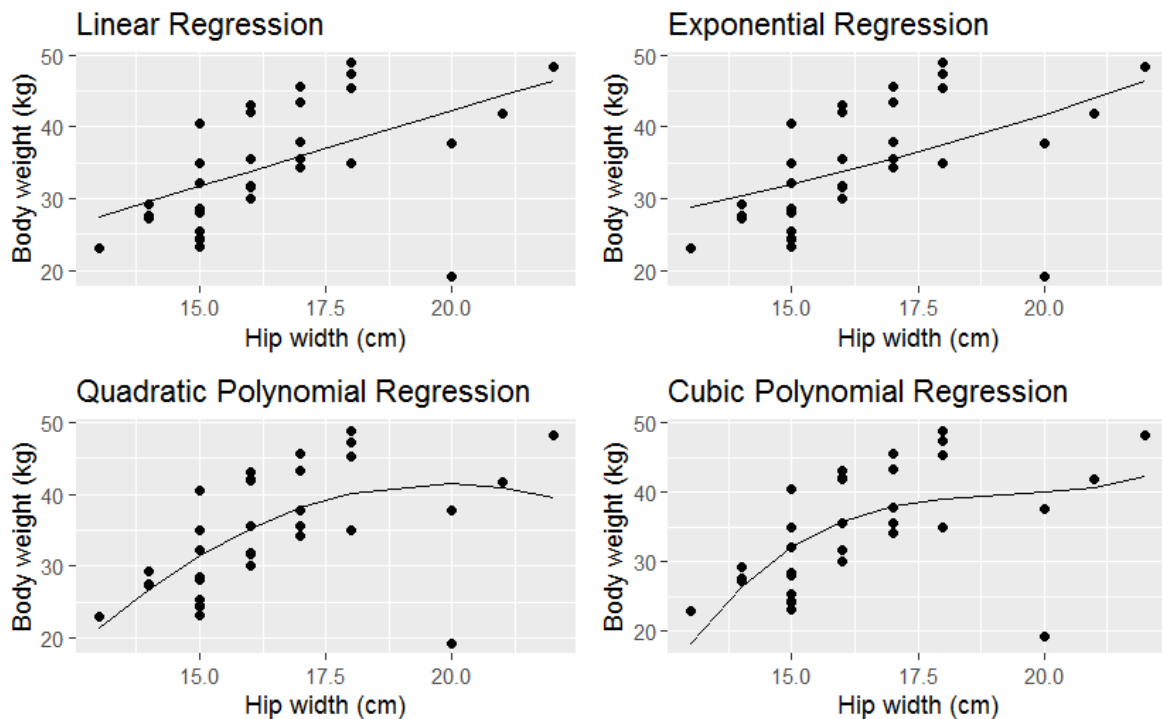 Linear Regression
Body weight (kg)
50
40
30
20
15.0
17.5
20.0
Hip width (cm)
Exponential Regression
Body weight (kg)
50
40
30
20
15.0
17.5
20.0
Hip width (cm)
Quadratic Polynomial Regression
Body weight (kg)
50
40
30
20
15.0
17.5
20.0
Hip width (cm)
Cubic Polynomial Regression
Body weight (kg)
50
40
30
20
15.0
17.5
20.0
Hip width (cm)